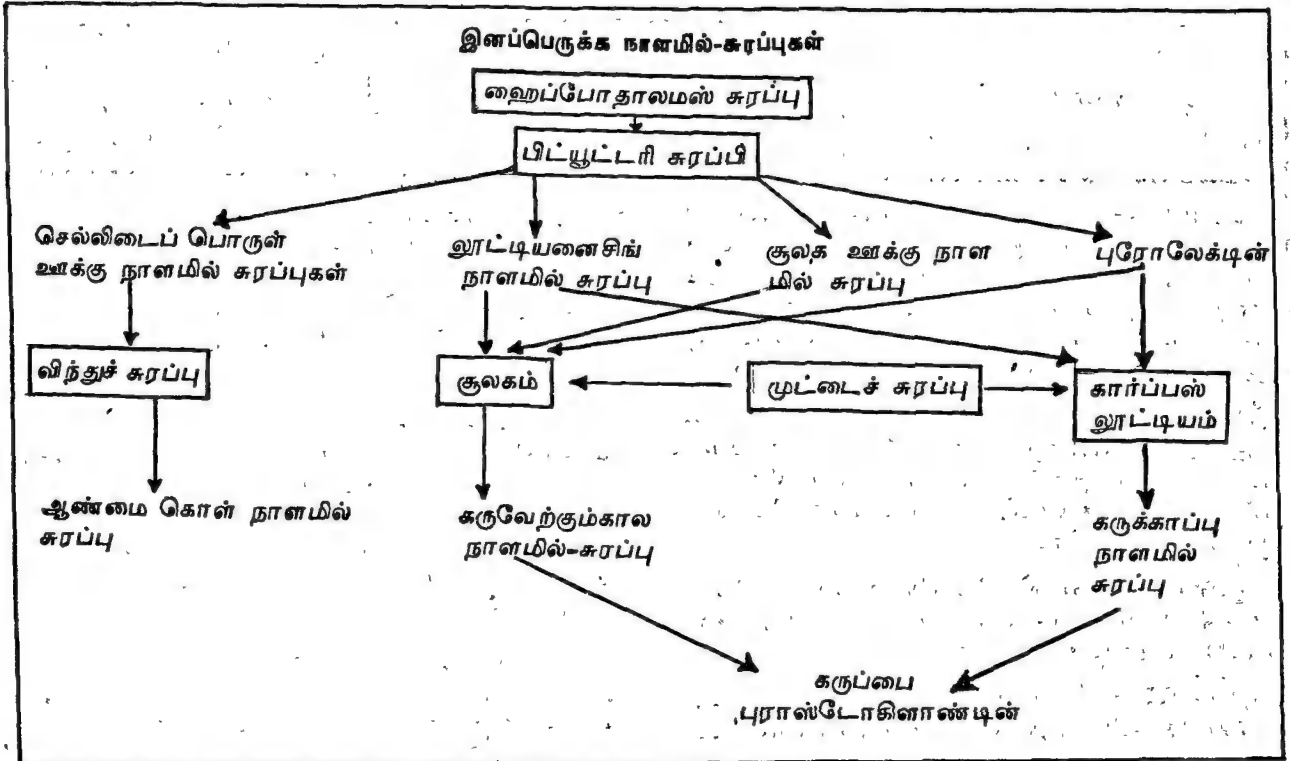 இனப்பெருக்க நாளமில்-சுரப்புகள்
ஹைப்போதாலமஸ் சுரப்பு
பிட்யூட்டரி சுரப்பி
செல்லிடைப் பொருள்
ஊக்கு நாளமில் சுரப்புகள்
லூட்டியனைசிங்
நாளமில் சுரப்பு
சூலக ஊக்கு நாள
மில் சுரப்பு
புரோலேக்டின்
விந்துச் சுரப்பு
சூலகம்
முட்டைச் சுரப்பு
கார்ப்பஸ்
லூட்டியம்
ஆண்மை கொள் நாளமில்
சுரப்பு
கருவேற்கும்கால
நாளமில்-சுரப்பு
கருக்காப்பு
நாளமில்
சுரப்பு
கருப்பை
புராஸ்டோகிளாண்டின்